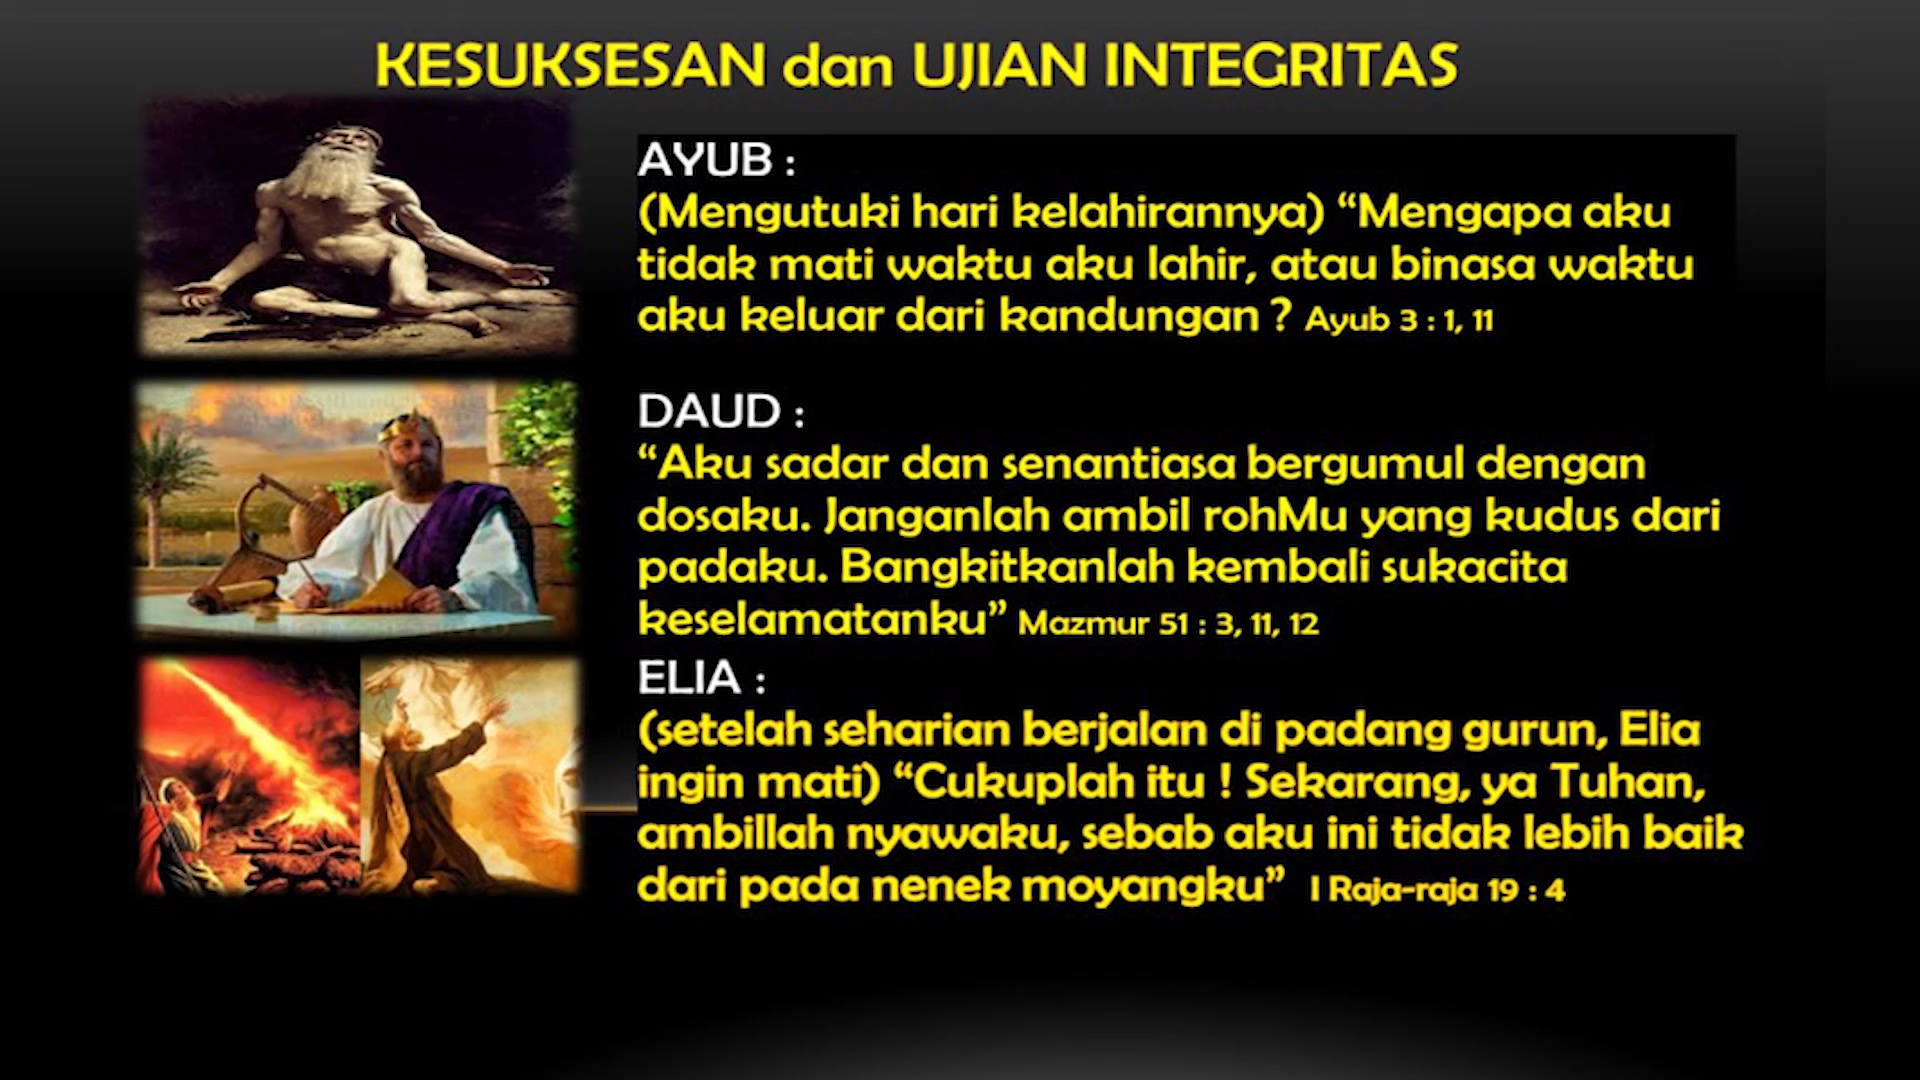 KESUKSESAN dan UJIAN INTEGRITAS
AYUB :
(Mengutuki hari kelahirannya) “Mengapa aku
tidak mati waktu aku lahir, atau binasa waktu
aku keluar dari kandungan ? Ayub 3 : 1, 11
DAUD :
“Aku sadar dan senantiasa bergumul dengan
dosaku. Janganlah ambil rohMu yang kudus dari
padaku. Bangkitkanlah kembali sukacita
keselamatanku” Mazmur 51 : 3, 11, 12
ELIA :
(setelah seharian berjalan di padang gurun, Elia
ingin mati) “Cukuplah itu ! Sekarang, ya Tuhan,
ambillah nyawaku, sebab aku ini tidak lebih baik
dari pada nenek moyangku” I Raja-raja 19 : 4